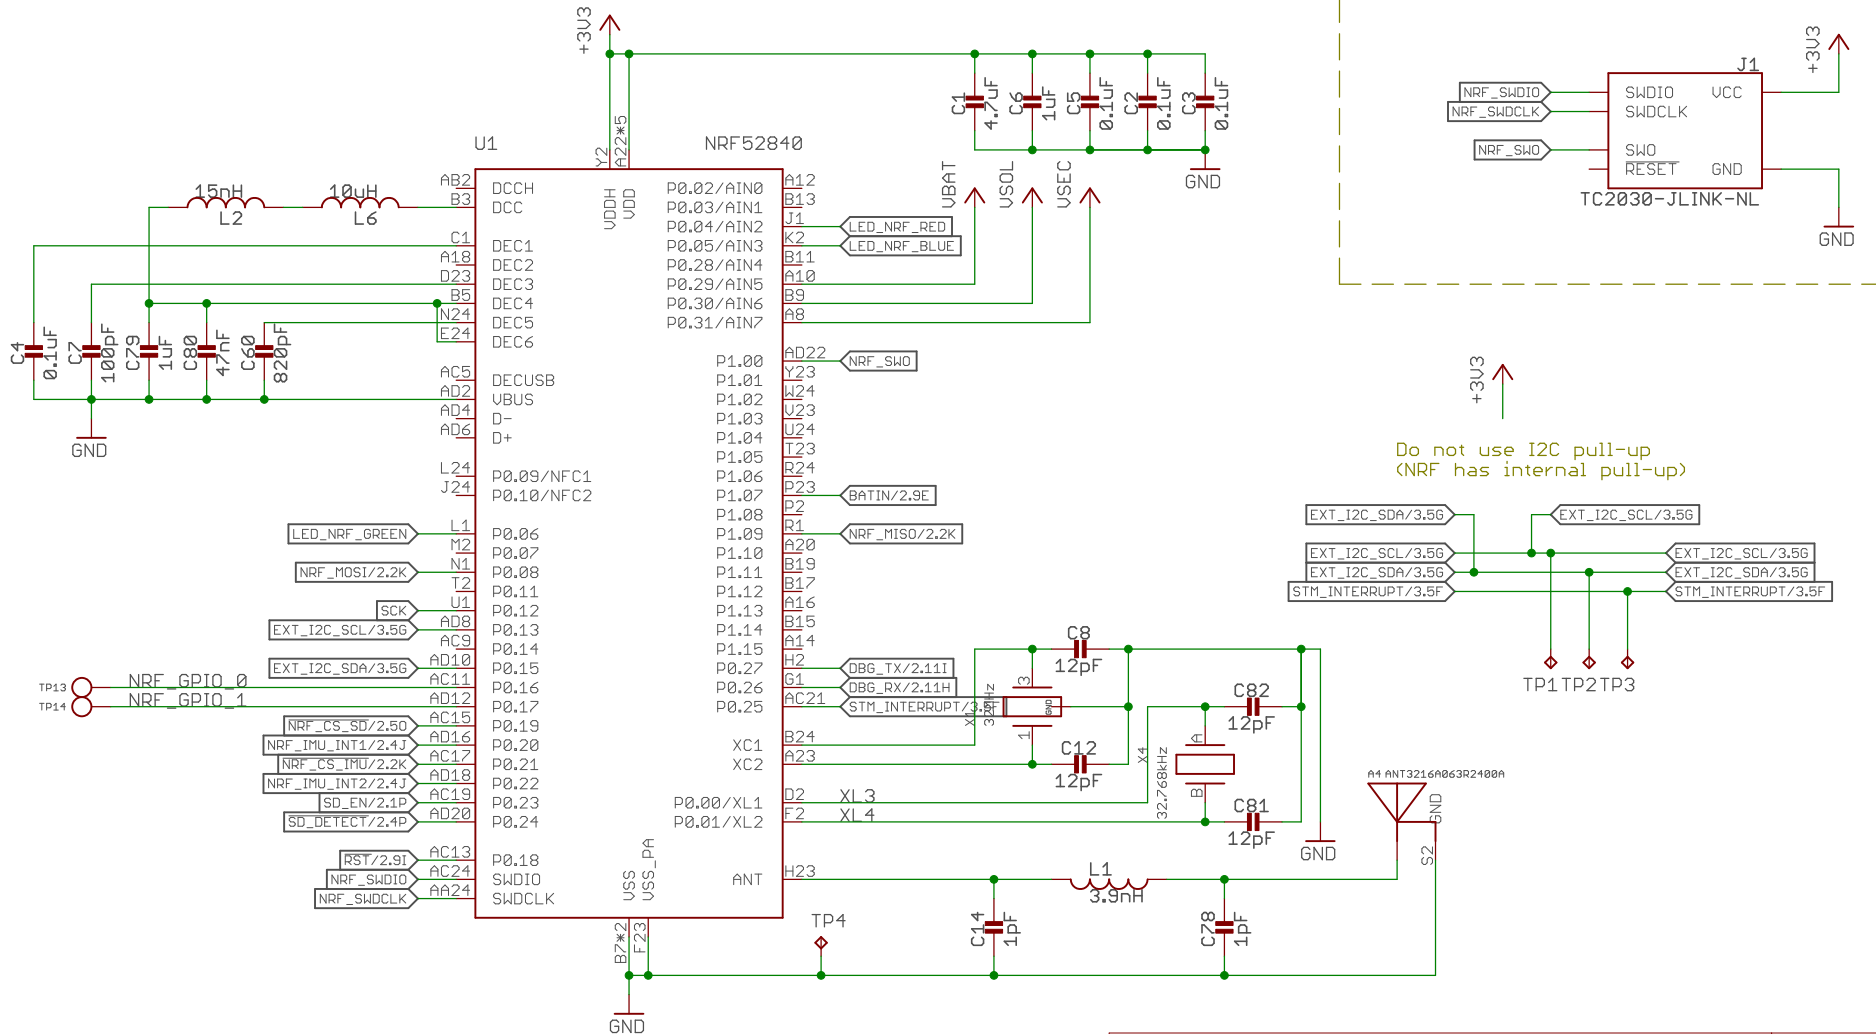 +3V3
U1
NRF52840
Y2
A22*5
VDDH
VDD
C1
4.7uF
C6
1uF
C5
0.1uF
C2
0.1uF
C3
0.1uF
GND
VBAT
VSOL
VSEC
15nH
L2
10uH
L6
C4
0.1uF
C7
100pF
C79
1uF
C80
47nF
C60
820pF
GND
AB2 DCCH
B3 DCC
C1 DEC1
A18 DEC2
D23 DEC3
B5 DEC4
N24 DEC5
E24 DEC6
AC5 DECUSB
AD2 VBUS
AD4 D-
AD6 D+
L24 P0.09/NFC1
J24 P0.10/NFC2
LED_NRF_GREEN L1 P0.06
M2 P0.07
NRF_MOSI/2.2K N1 P0.08
T2 P0.11
SCK U1 P0.12
EXT_I2C_SCL/3.5G AD8 P0.13
AC9 P0.14
EXT_I2C_SDA/3.5G AD10 P0.15
TP13 NRF_GPIO_0 AC11 P0.16
TP14 NRF_GPIO_1 AD12 P0.17
NRF_CS_SD/2.5O AC15 P0.19
NRF_IMU_INT1/2.4J AD16 P0.20
NRF_CS_IMU/2.2K AC17 P0.21
NRF_IMU_INT2/2.4J AD18 P0.22
SD_EN/2.1P AC19 P0.23
SD_DETECT/2.4P AD20 P0.24
RST/2.9I AC13 P0.18
NRF_SWDIO AC24 SWDIO
NRF_SWDCLK AA24 SWDCLK
P0.02/AIN0 A12
P0.03/AIN1 B13
P0.04/AIN2 J1 LED_NRF_RED
P0.05/AIN3 K2 LED_NRF_BLUE
P0.28/AIN4 B11
P0.29/AIN5 A10
P0.30/AIN6 B9
P0.31/AIN7 A8
P1.00 AD22 NRF_SWO
P1.01 Y23
P1.02 W24
P1.03 V23
P1.04 U24
P1.05 T23
P1.06 R24
P1.07 P23 BATIN/2.9E
P1.08 P2
P1.09 R1 NRF_MISO/2.2K
P1.10 A20
P1.11 B19
P1.12 B17
P1.13 A16
P1.14 B15
P1.15 A14
P0.27 H2 DBG_TX/2.11I
P0.26 G1 DBG_RX/2.11H
P0.25 AC21 STM_INTERRUPT/3.5F
XC1 B24
XC2 A23
P0.00/XL1 D2 XL3
P0.01/XL2 F2 XL4
ANT H23
VSS
VSS_PA
B7*2
F23
GND
TP4
C8
12pF
3
GND
1
32MHz
C12
12pF
X4
32.768kHz
A
B
C82
12pF
C81
12pF
GND
L1
3.9nH
C14
1pF
C78
1pF
A4 ANT3216A063R2400A
GND
S2
J1
+3V3
NRF_SWDIO SWDIO VCC
NRF_SWDCLK SWDCLK
NRF_SWO SWO
RESET GND
TC2030-JLINK-NL
GND
+3V3
Do not use I2C pull-up
(NRF has internal pull-up)
EXT_I2C_SDA/3.5G EXT_I2C_SCL/3.5G
EXT_I2C_SCL/3.5G EXT_I2C_SCL/3.5G
EXT_I2C_SDA/3.5G EXT_I2C_SDA/3.5G
STM_INTERRUPT/3.5F STM_INTERRUPT/3.5F
TP1 TP2 TP3